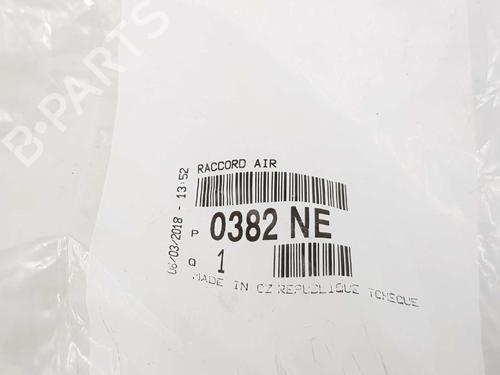 B-PARTS
RACCORD AIR
06/03/2018 - 13:52
P 0382 NE
Q 1
MADE IN CZ REPUBLIQUE TCHEQUE